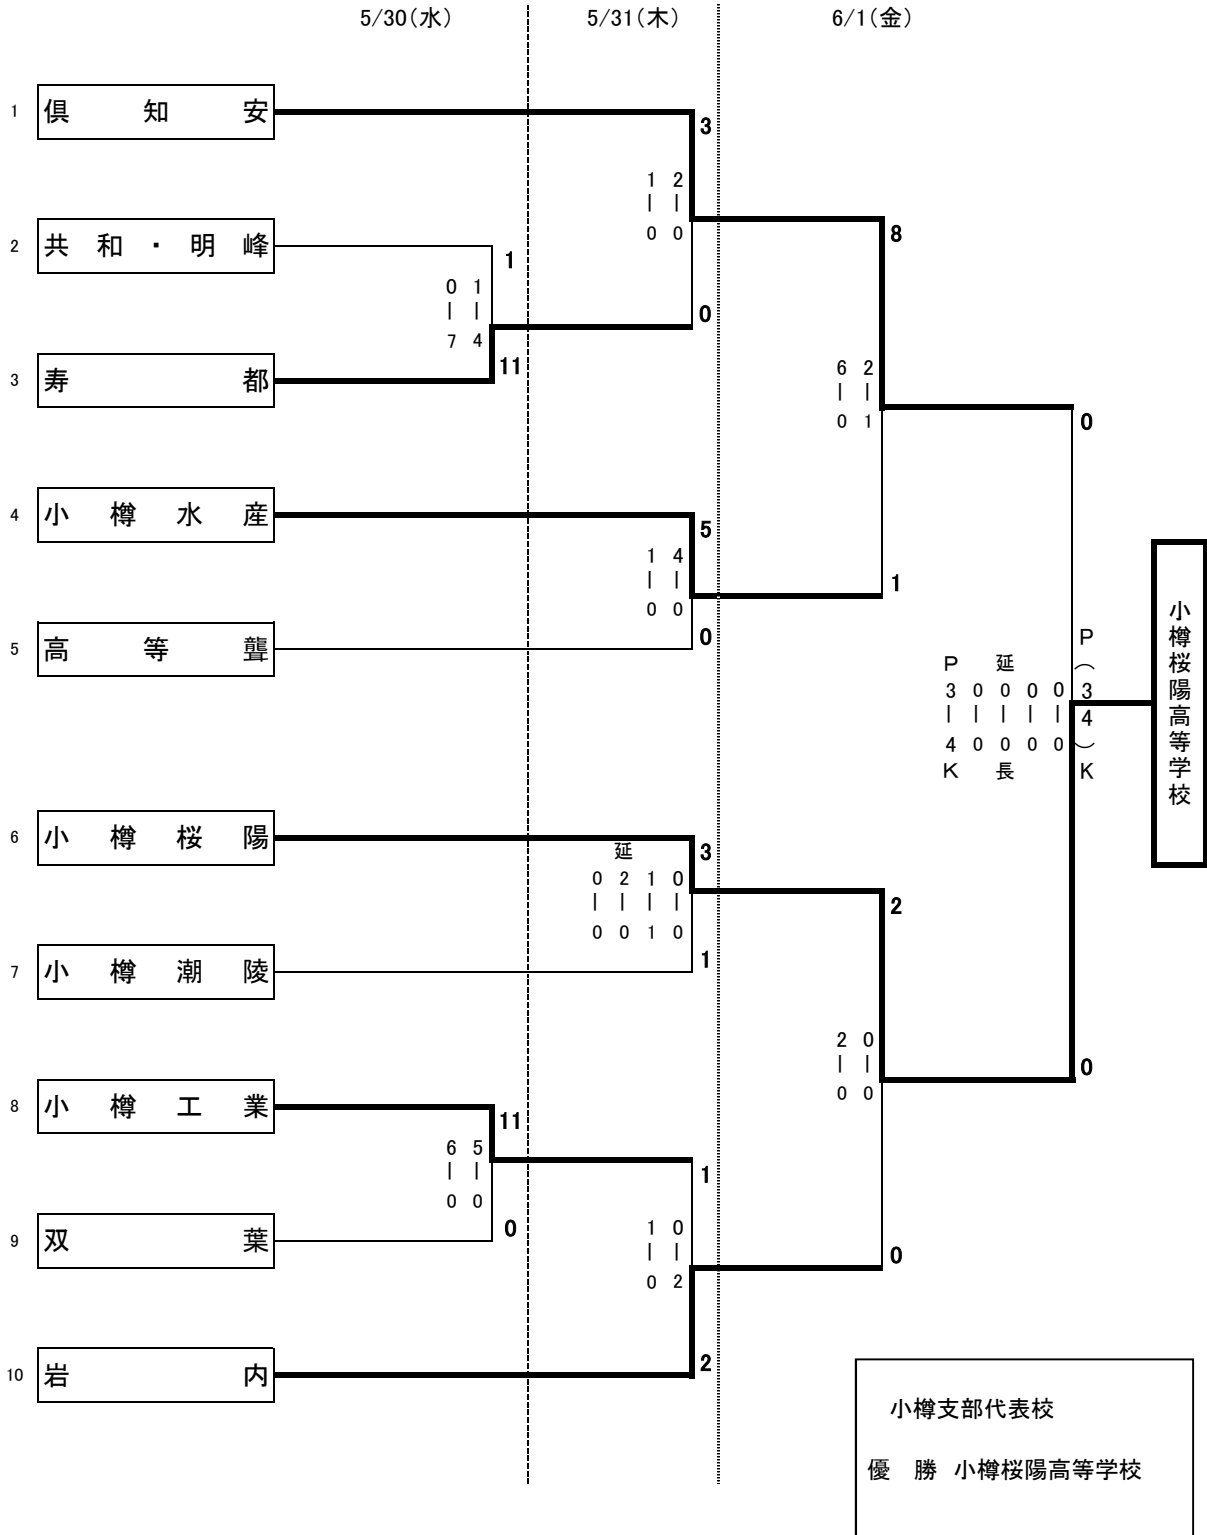 5/30(水) 5/31(木) 6/1(金)
1 倶知安
3
1 2
| |
0 0
8
2 共和・明峰
1
0 1
| |
7 4
0
3 寿都
11
6 2
| |
0 1
0
4 小樽水産
5
1 4
| |
0 0
1
5 高等聾
0
P 延
3 0 0 0 0
| | | | |
4 0 0 0 0
K 長
P(34)K
小樽桜陽高等学校
6 小樽桜陽
3
延
0 2 1 0
| | | |
0 0 1 0
2
7 小樽潮陵
1
2 0
| |
0 0
0
8 小樽工業
11
6 5
| |
0 0
1
9 双葉
0
1 0
| |
0 2
0
10 岩内
2
小樽支部代表校
優勝 小樽桜陽高等学校